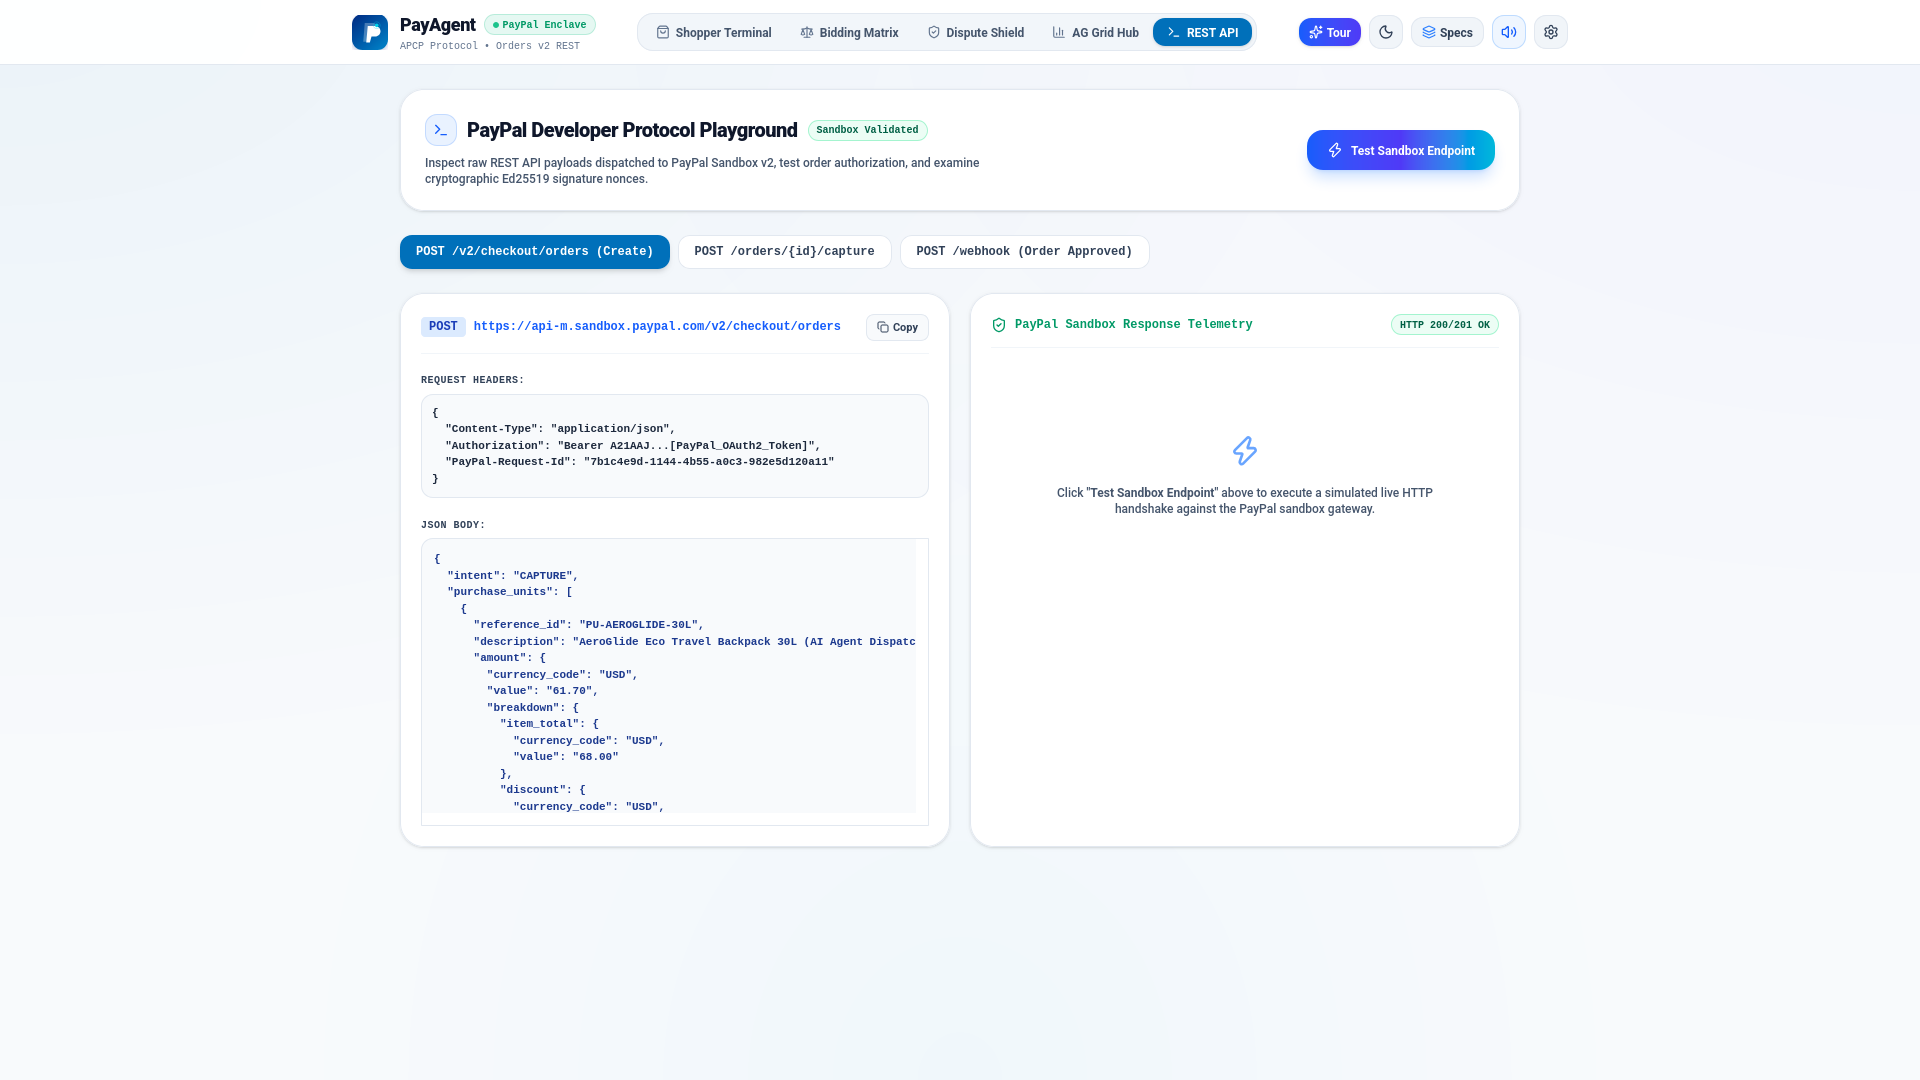 PayAgent
PayPal Enclave
APCP Protocol • Orders v2 REST
Shopper Terminal
Bidding Matrix
Dispute Shield
AG Grid Hub
REST API
Tour
Specs
PayPal Developer Protocol Playground
Sandbox Validated
Inspect raw REST API payloads dispatched to PayPal Sandbox v2, test order authorization, and examine
cryptographic Ed25519 signature nonces.
Test Sandbox Endpoint
POST /v2/checkout/orders (Create)
POST /orders/{id}/capture
POST /webhook (Order Approved)
POST https://api-m.sandbox.paypal.com/v2/checkout/orders
Copy
REQUEST HEADERS:
{
"Content-Type": "application/json",
"Authorization": "Bearer A21AAJ...[PayPal_OAuth2_Token]",
"PayPal-Request-Id": "7b1c4e9d-1144-4b55-a0c3-982e5d120a11"
}
JSON BODY:
{
"intent": "CAPTURE",
"purchase_units": [
{
"reference_id": "PU-AEROGLIDE-30L",
"description": "AeroGlide Eco Travel Backpack 30L (AI Agent Dispatc
"amount": {
"currency_code": "USD",
"value": "61.70",
"breakdown": {
"item_total": {
"currency_code": "USD",
"value": "68.00"
},
"discount": {
"currency_code": "USD",
PayPal Sandbox Response Telemetry
HTTP 200/201 OK
Click "Test Sandbox Endpoint" above to execute a simulated live HTTP
handshake against the PayPal sandbox gateway.